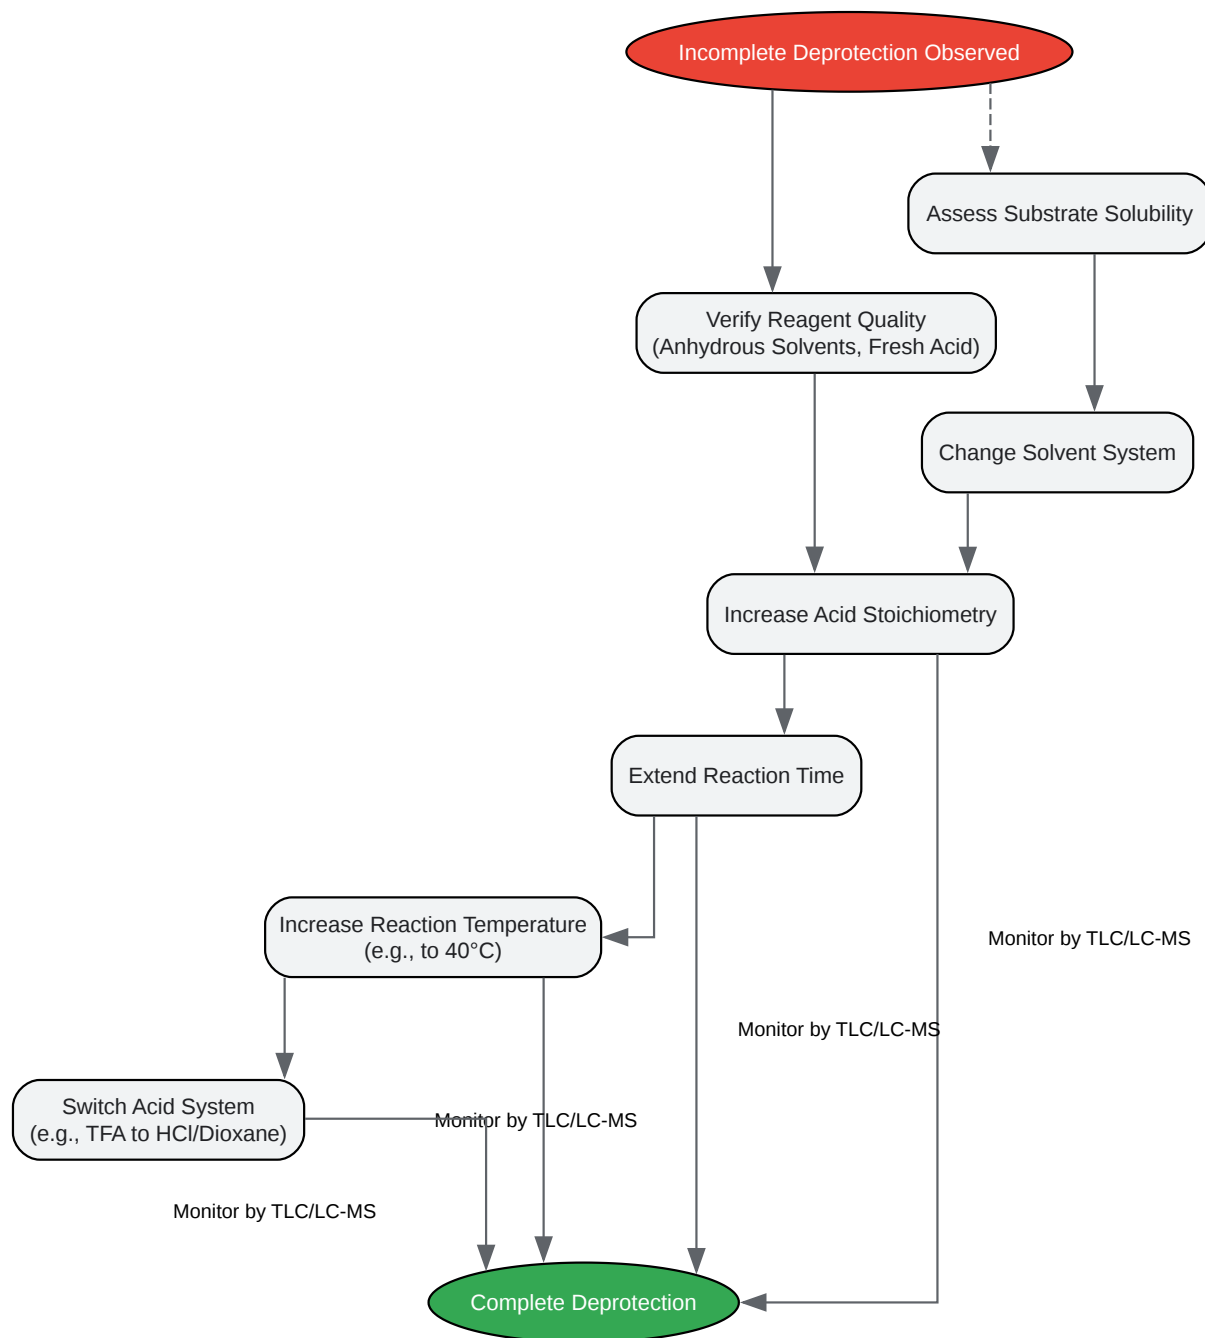 Incomplete Deprotection Observed
Assess Substrate Solubility
Verify Reagent Quality
(Anhydrous Solvents, Fresh Acid)
Change Solvent System
Increase Acid Stoichiometry
Extend Reaction Time
Increase Reaction Temperature
(e.g., to 40°C)
Monitor by TLC/LC-MS
Monitor by TLC/LC-MS
Switch Acid System
(e.g., TFA to HCl/Dioxane)
Monitor by TLC/LC-MS
Monitor by TLC/LC-MS
Complete Deprotection